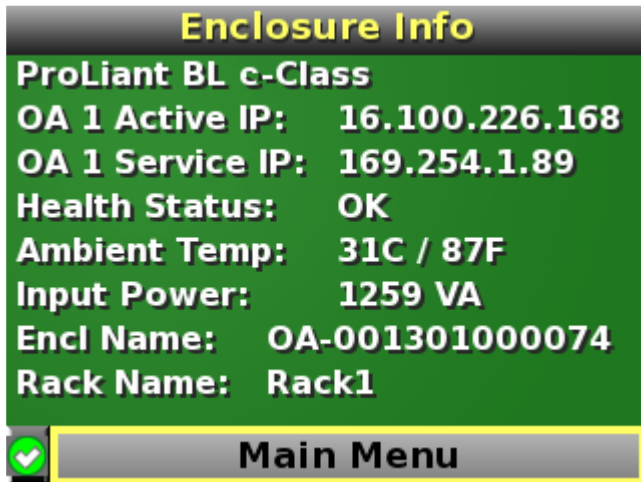 Enclosure Info
ProLiant BL c-Class
OA 1 Active IP: 16.100.226.168
OA 1 Service IP: 169.254.1.89
Health Status: OK
Ambient Temp: 31C / 87F
Input Power: 1259 VA
Encl Name: OA-001301000074
Rack Name: Rack1
Main Menu